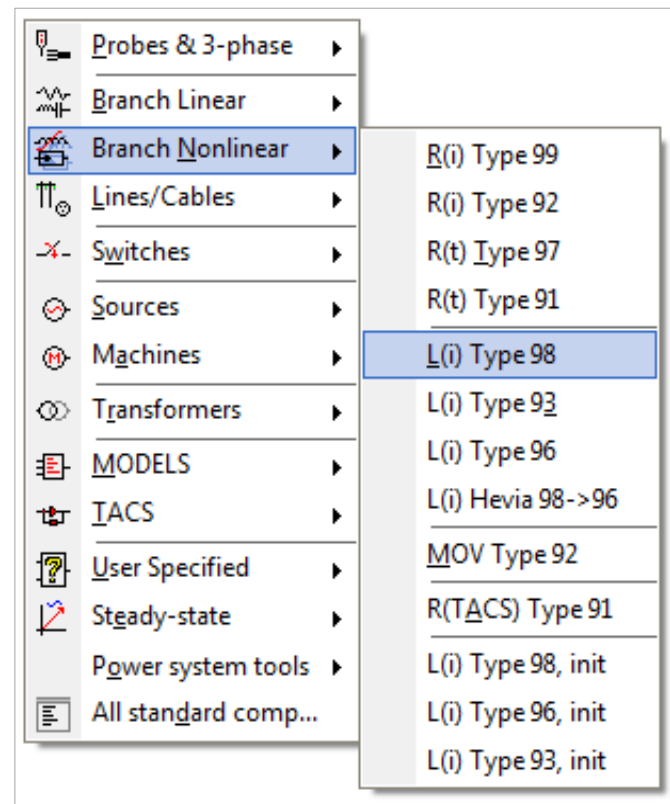 Probes & 3-phase
Branch Linear
Branch Nonlinear
Lines/Cables
Switches
Sources
Machines
Transformers
MODELS
TACS
User Specified
Steady-state
Power system tools
All standard comp...
R(i) Type 99
R(i) Type 92
R(t) Type 97
R(t) Type 91
L(i) Type 98
L(i) Type 93
L(i) Type 96
L(i) Hevia 98->96
MOV Type 92
R(TACS) Type 91
L(i) Type 98, init
L(i) Type 96, init
L(i) Type 93, init